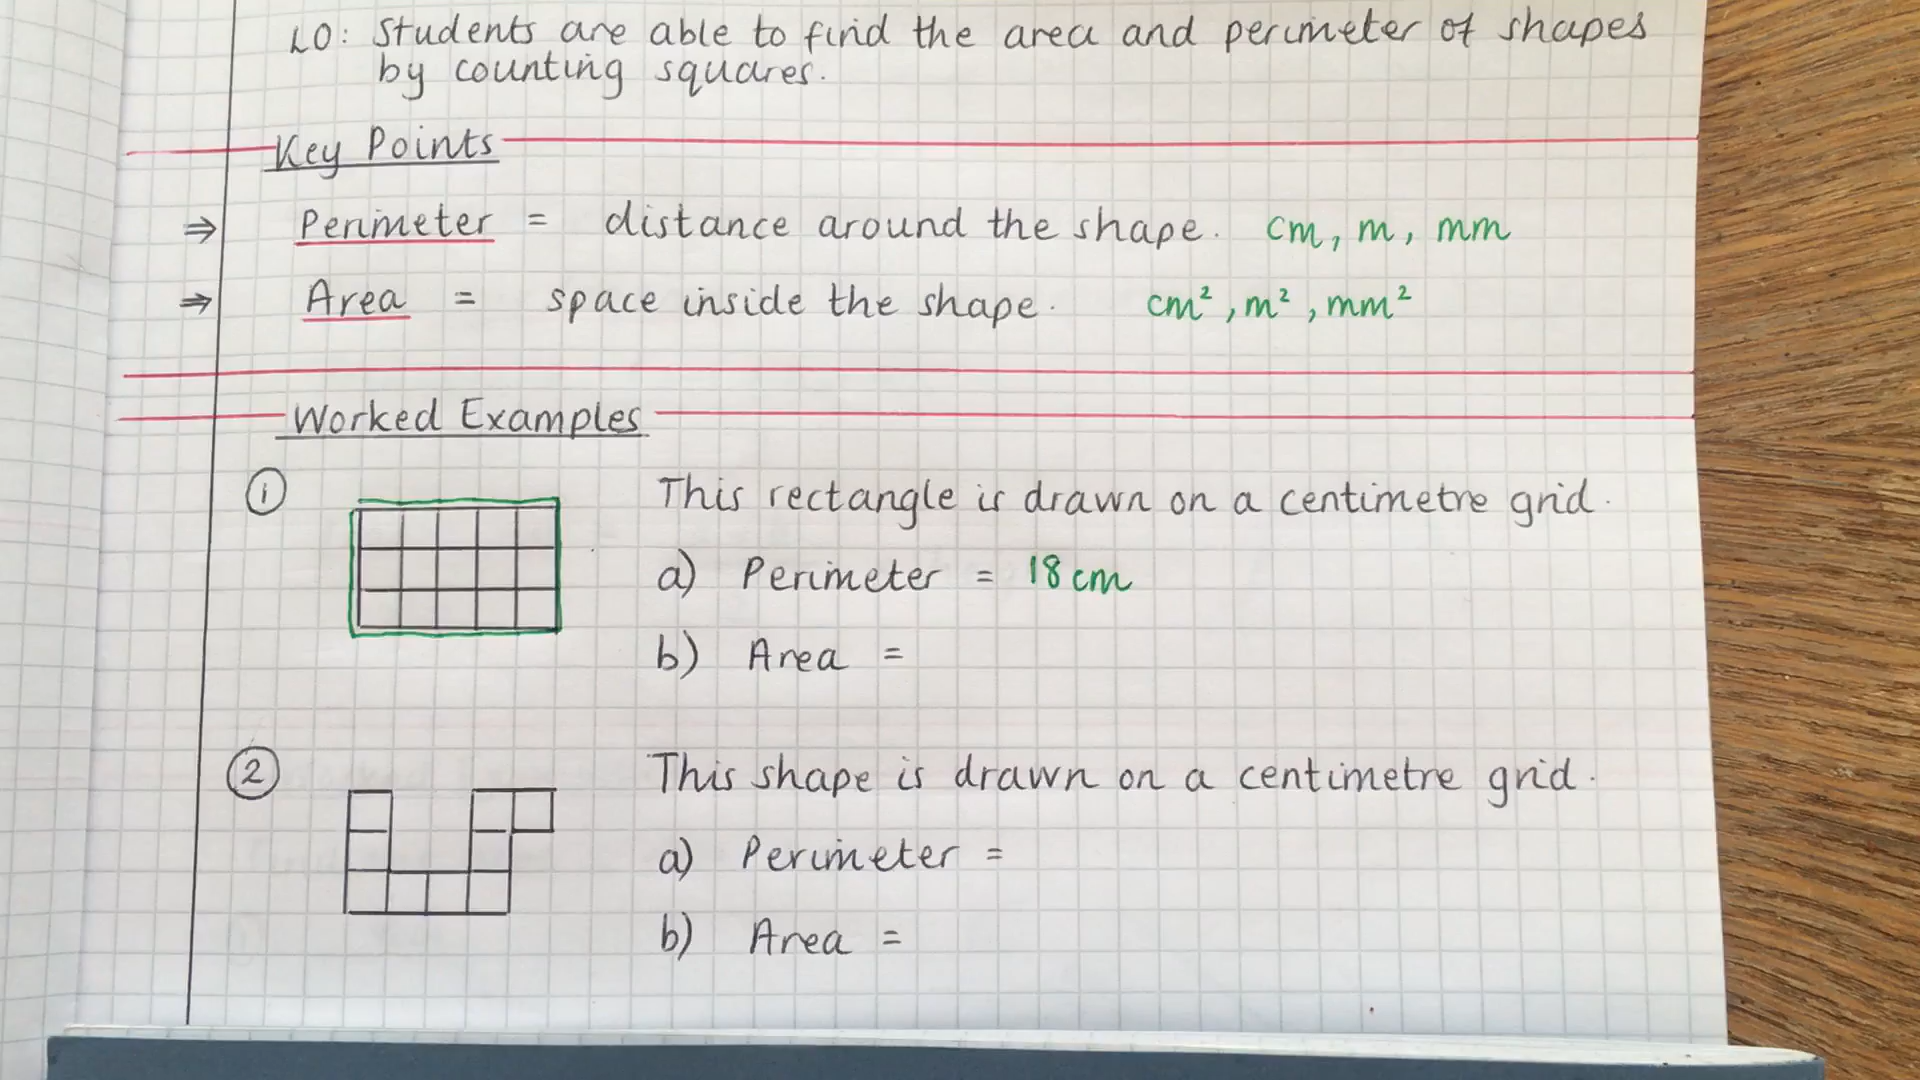 LO: Students are able to find the area and perimeter of shapes
by counting squares.
Key Points
⇒ Perimeter = distance around the shape. cm, m, mm
⇒ Area = space inside the shape. cm², m², mm²
Worked Examples
① This rectangle is drawn on a centimetre grid.
a) Perimeter = 18 cm
b) Area =
② This shape is drawn on a centimetre grid.
a) Perimeter =
b) Area =